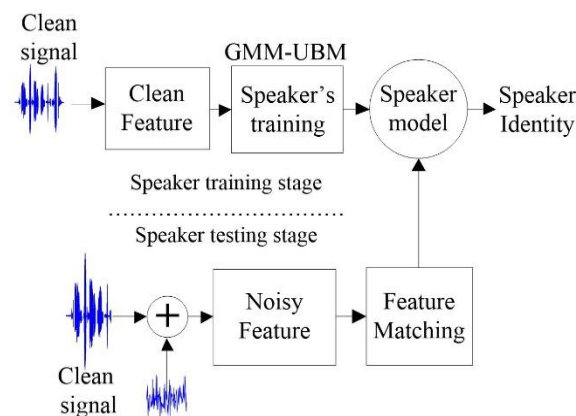 Clean
signal
GMM-UBM
Clean
Feature
Speaker's
training
Speaker
model
Speaker
Identity
Speaker training stage
Speaker testing stage
+
Noisy
Feature
Feature
Matching
Clean
signal